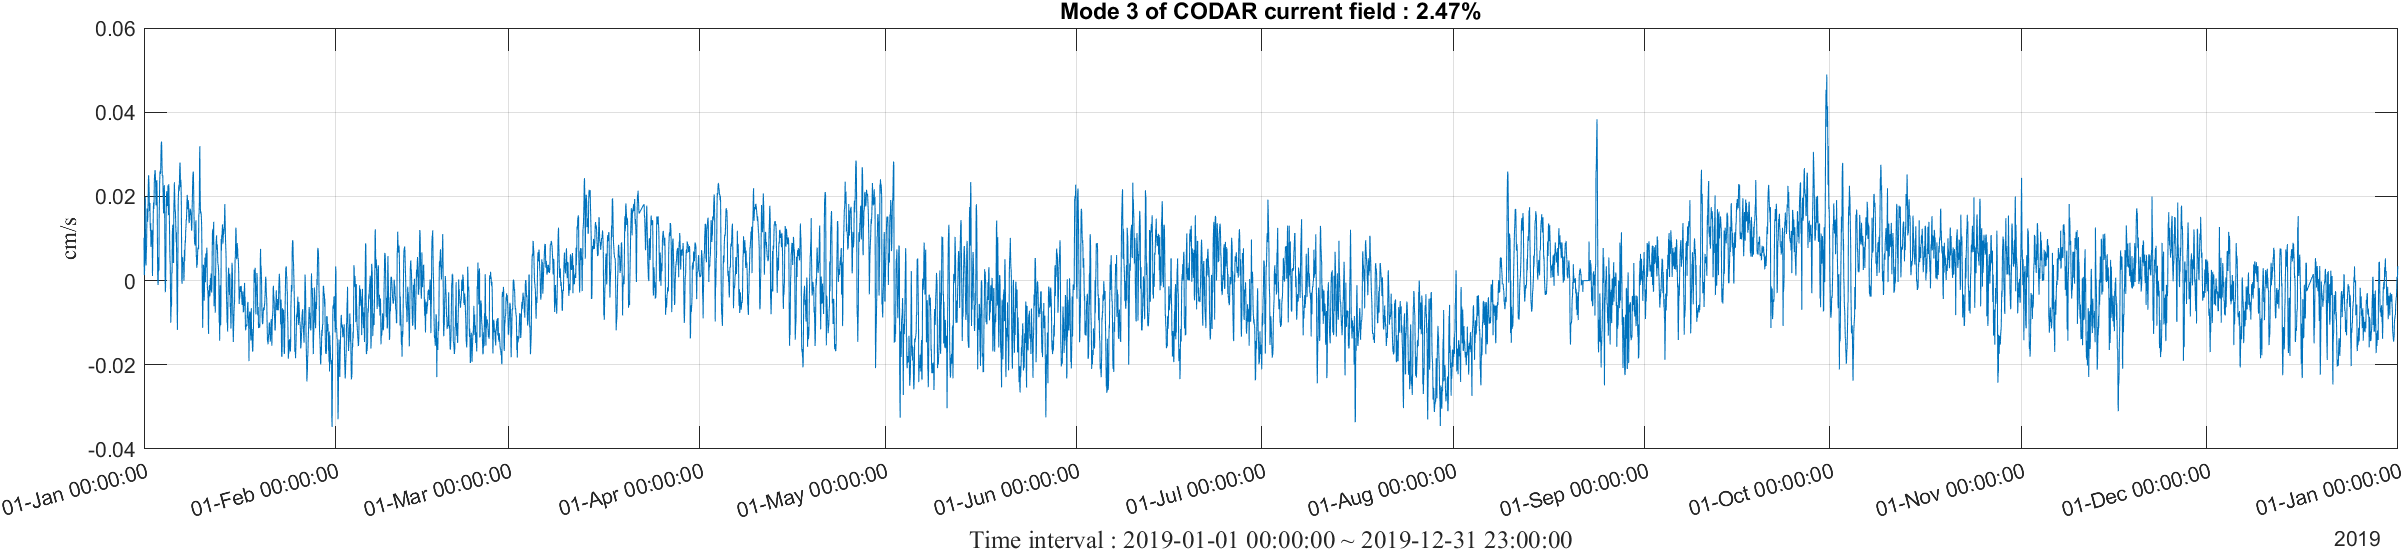 Mode 3 of CODAR current field : 2.47%
0.06
0.04
0.02
0
-0.02
-0.04
cm/s
01-Jan 00:00:00
01-Feb 00:00:00
01-Mar 00:00:00
01-Apr 00:00:00
01-May 00:00:00
01-Jun 00:00:00
01-Jul 00:00:00
01-Aug 00:00:00
01-Sep 00:00:00
01-Oct 00:00:00
01-Nov 00:00:00
01-Dec 00:00:00
01-Jan 00:00:00
Time interval : 2019-01-01 00:00:00 ~ 2019-12-31 23:00:00
2019